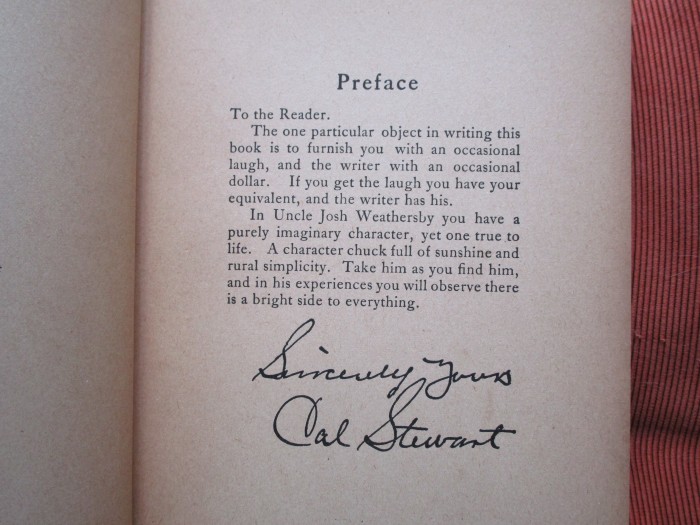 Preface
To the Reader.
The one particular object in writing this
book is to furnish you with an occasional
laugh, and the writer with an occasional
dollar. If you get the laugh you have your
equivalent, and the writer has his.
In Uncle Josh Weathersby you have a
purely imaginary character, yet one true to
life. A character chuck full of sunshine and
rural simplicity. Take him as you find him,
and in his experiences you will observe there
is a bright side to everything.
Sincerely Yours
Cal Stewart